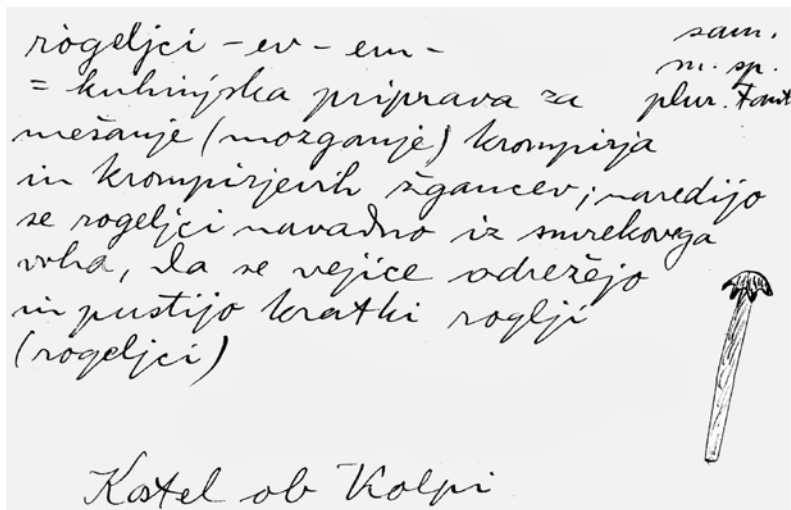 rògeljci - ev - em -
sam.
m. sp.
= kuhinjska priprava za
plur. tant
mešanje (mozganje) krompirja
in krompirjevih žgancev; naredijo
se rogeljci navadno iz smrekovega
vrha, da se vejice odrežejo
in pustijo kratki roglji
(rogeljci)
Kostel ob Kolpi